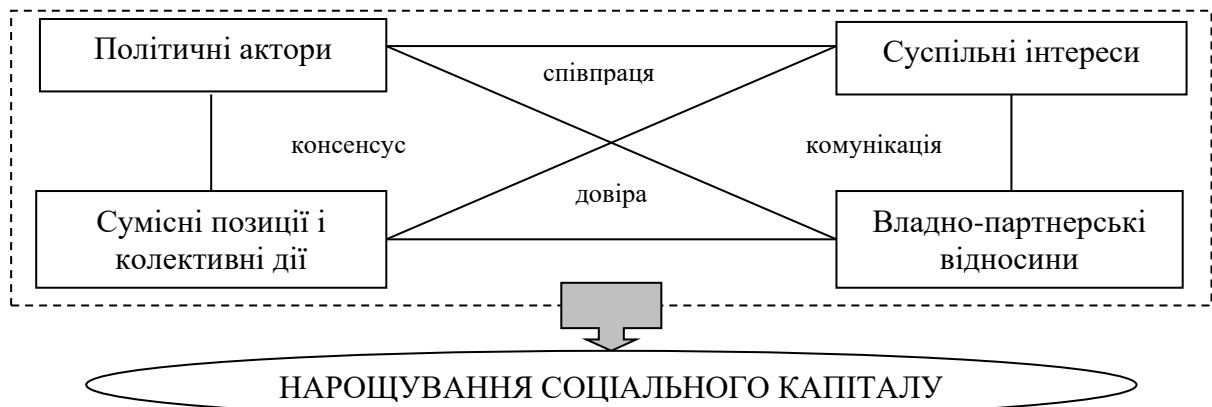 Політичні актори
Суспільні інтереси
співпраця
консенсус
комунікація
довіра
Сумісні позиції і
колективні дії
Владно-партнерські
відносини
НАРОЩУВАННЯ СОЦІАЛЬНОГО КАПІТАЛУ